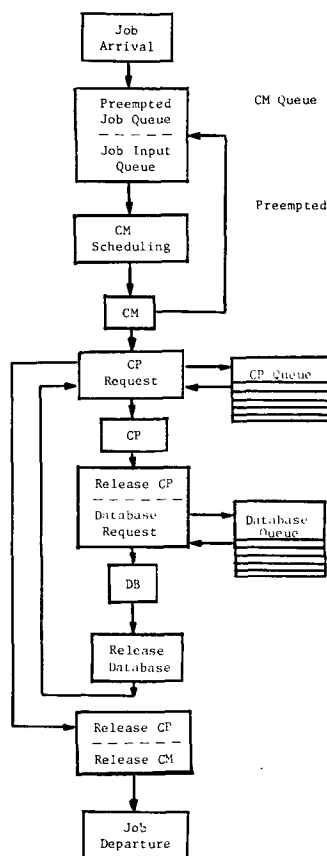 Job
Arrival
Preempted
Job Queue
Job Input
Queue
CM Queue
Preempted
CM
Scheduling
CM
CP
Request
CP Queue
CP
Release CP
Database
Request
Database
Queue
DB
Release
Database
Release CP
Release CM
Job
Departure